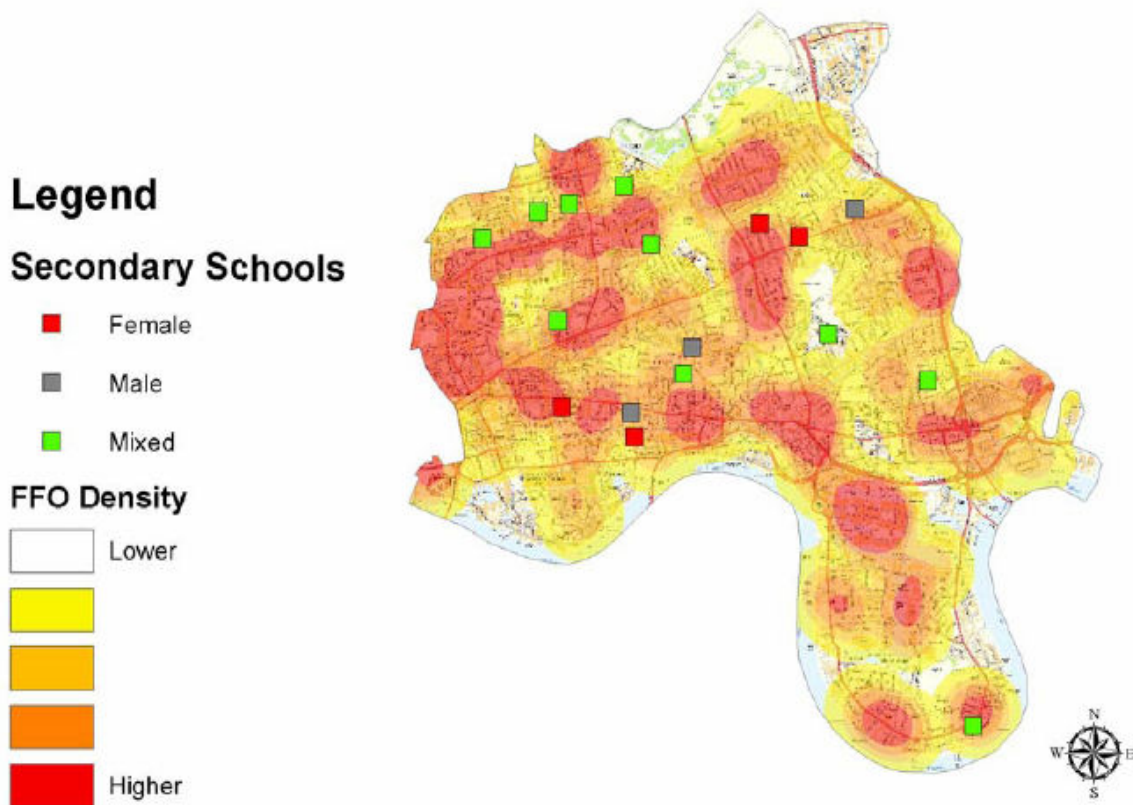 Legend
Secondary Schools
Female
Male
Mixed
FFO Density
Lower
Higher
N
W E
S